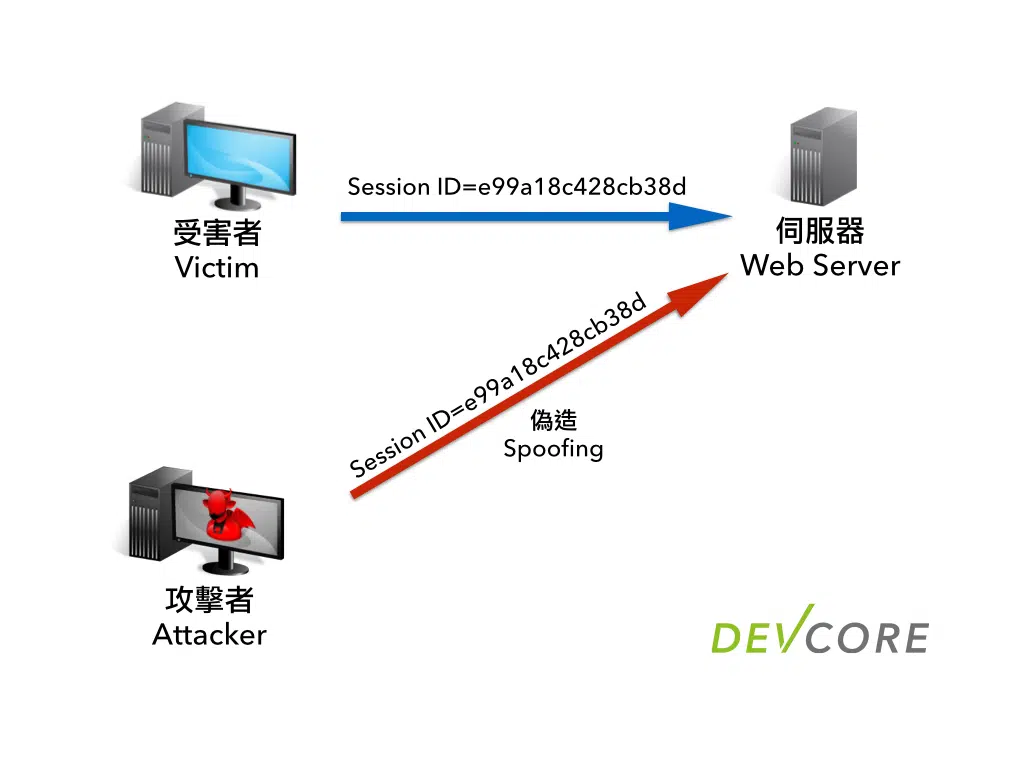 Session ID=e99a18c428cb38d
受害者
Victim
伺服器
Web Server
Session ID=e99a18c428cb38d
偽造
Spoofing
攻擊者
Attacker
DEVCORE